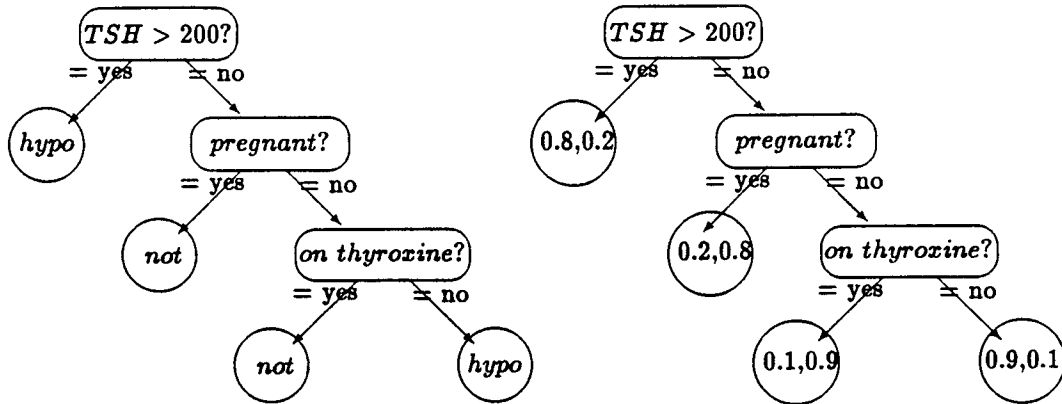 TSH > 200? TSH > 200?
= yes = no = yes = no
hypo pregnant? 0.8,0.2 pregnant?
= yes = no = yes = no
not on thyroxine? 0.2,0.8 on thyroxine?
= yes = no = yes = no
not hypo 0.1,0.9 0.9,0.1